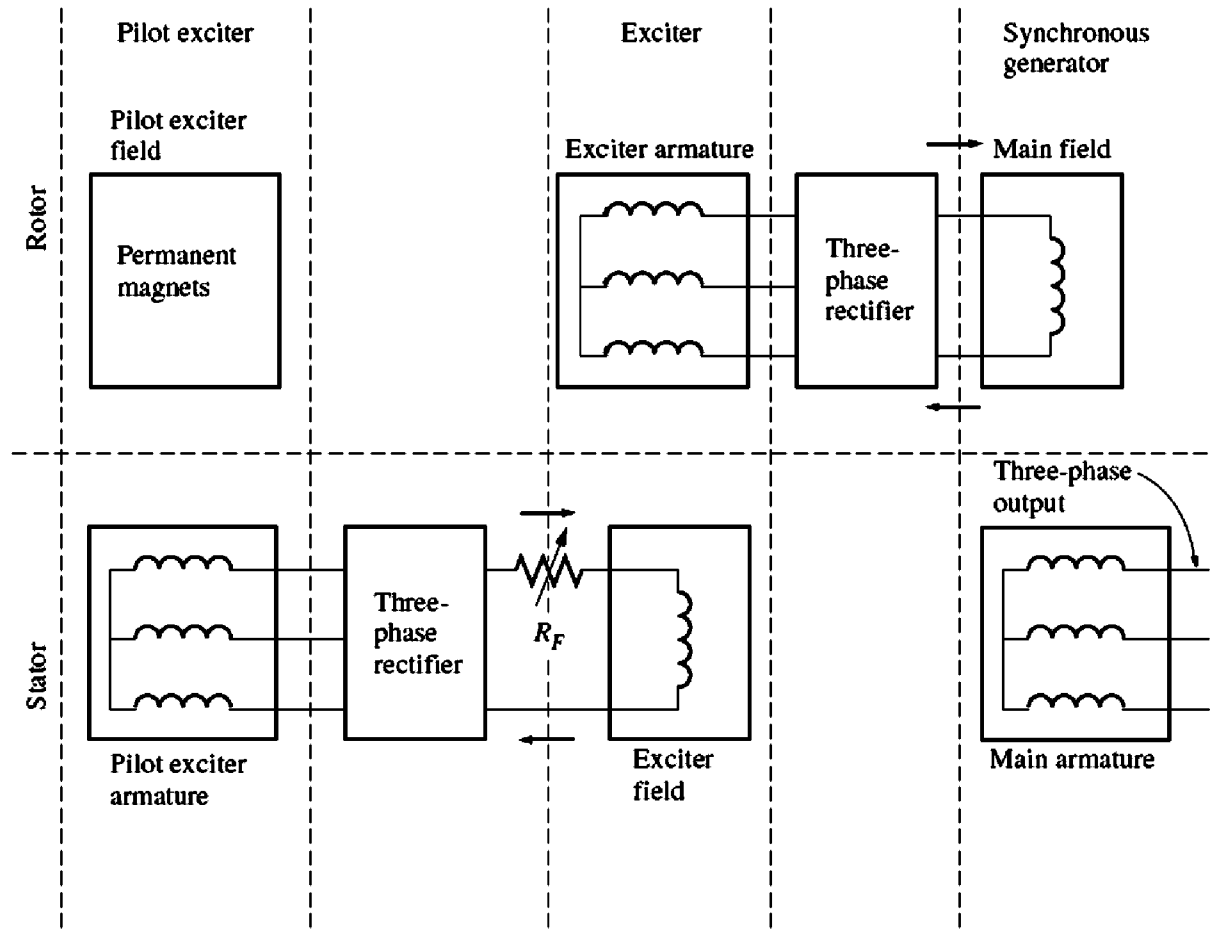 Pilot exciter
Exciter
Synchronous
generator
Pilot exciter
field
Exciter armature
Main field
Rotor
Permanent
magnets
Three-
phase
rectifier
Three-phase
output
Stator
Three-
phase
rectifier
R_F
Pilot exciter
armature
Exciter
field
Main armature